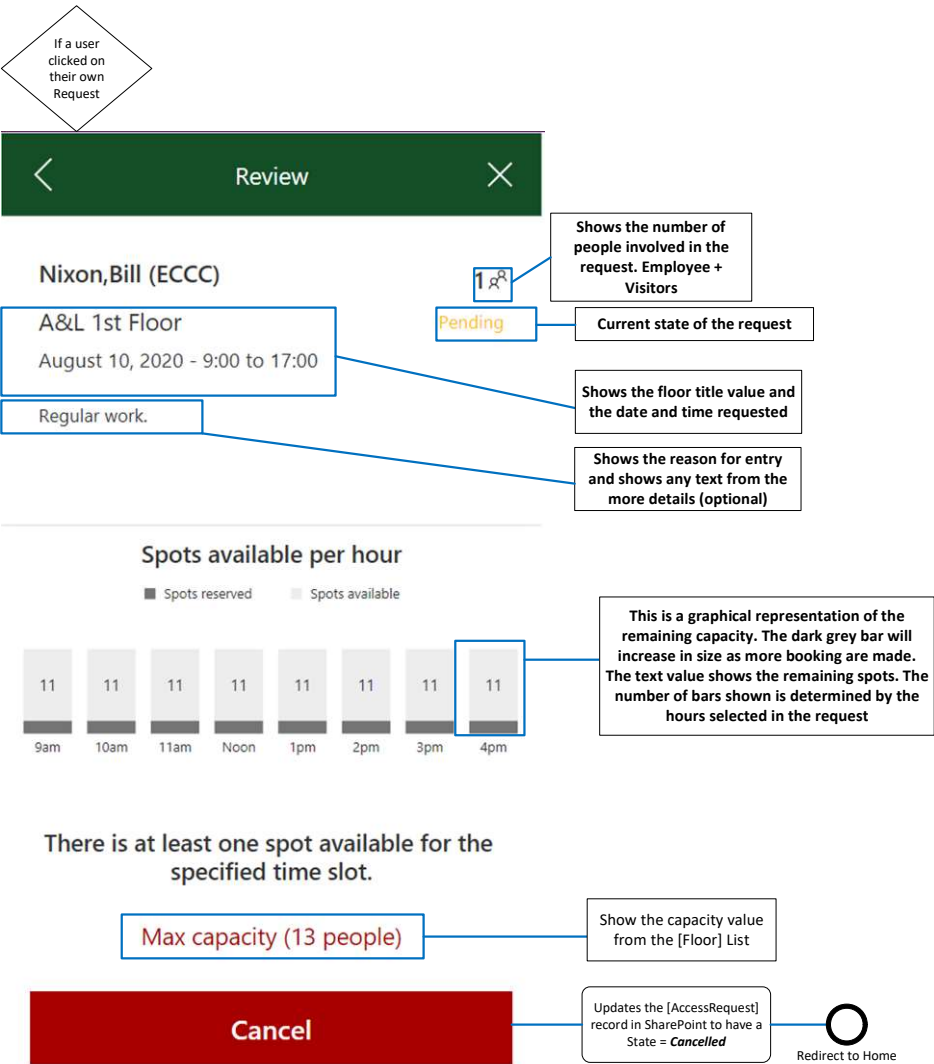 If a user
clicked on
their own
Request
Review
Shows the number of
people involved in the
request. Employee +
Visitors
Nixon,Bill (ECCC)
1
A&L 1st Floor
Pending
Current state of the request
August 10, 2020 - 9:00 to 17:00
Shows the floor title value and
the date and time requested
Regular work.
Shows the reason for entry
and shows any text from the
more details (optional)
Spots available per hour
Spots reserved Spots available
This is a graphical representation of the
remaining capacity. The dark grey bar will
increase in size as more booking are made.
The text value shows the remaining spots. The
number of bars shown is determined by the
hours selected in the request
11 11 11 11 11 11 11 11
9am 10am 11am Noon 1pm 2pm 3pm 4pm
There is at least one spot available for the
specified time slot.
Max capacity (13 people)
Show the capacity value
from the [Floor] List
Cancel
Updates the [AccessRequest]
record in SharePoint to have a
State = Cancelled
Redirect to Home